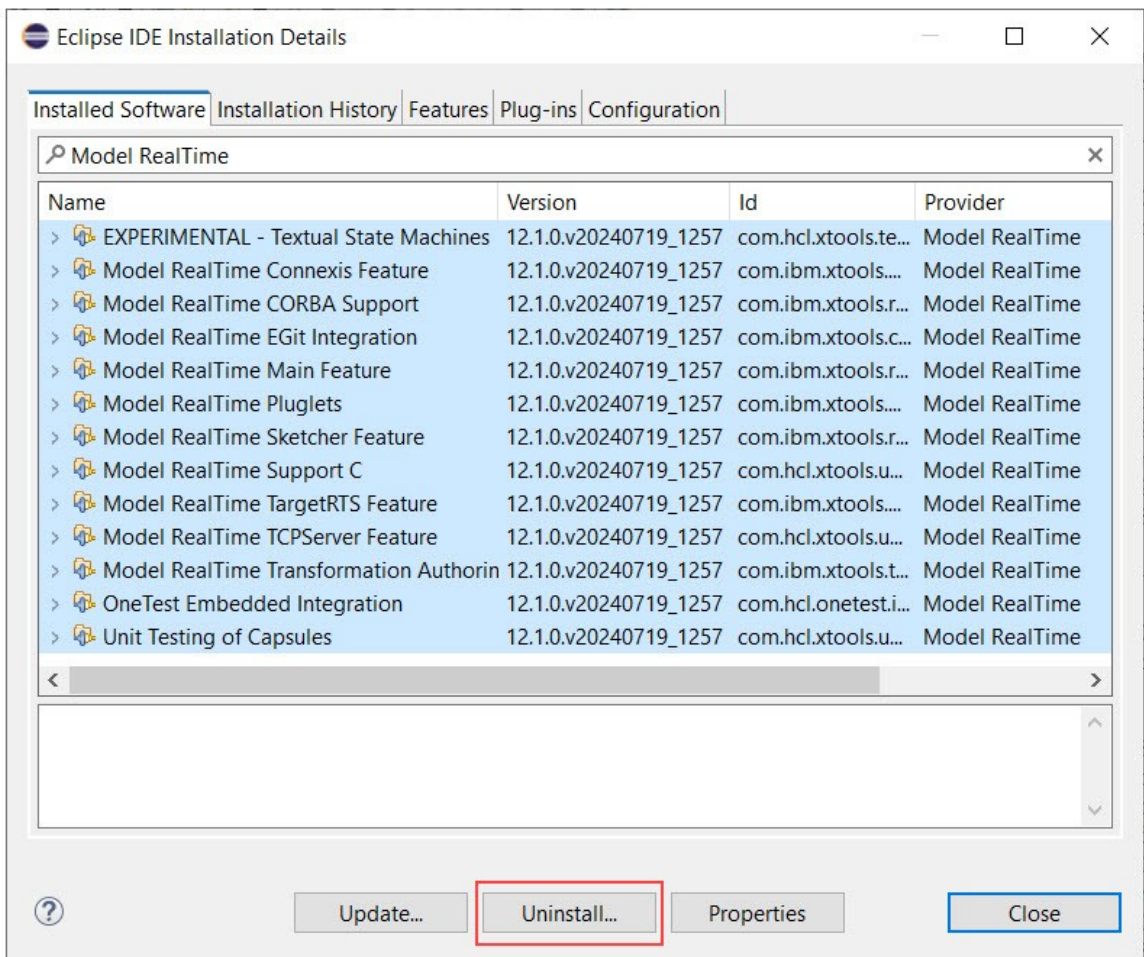 Eclipse IDE Installation Details
Installed Software Installation History Features Plug-ins Configuration
Model RealTime
Name Version Id Provider
EXPERIMENTAL - Textual State Machines 12.1.0.v20240719_1257 com.hcl.xtools.te... Model RealTime
Model RealTime Connexis Feature 12.1.0.v20240719_1257 com.ibm.xtools.... Model RealTime
Model RealTime CORBA Support 12.1.0.v20240719_1257 com.ibm.xtools.r... Model RealTime
Model RealTime EGit Integration 12.1.0.v20240719_1257 com.ibm.xtools.c... Model RealTime
Model RealTime Main Feature 12.1.0.v20240719_1257 com.ibm.xtools.r... Model RealTime
Model RealTime Pluglets 12.1.0.v20240719_1257 com.ibm.xtools.... Model RealTime
Model RealTime Sketcher Feature 12.1.0.v20240719_1257 com.ibm.xtools.r... Model RealTime
Model RealTime Support C 12.1.0.v20240719_1257 com.hcl.xtools.u... Model RealTime
Model RealTime TargetRTS Feature 12.1.0.v20240719_1257 com.ibm.xtools.... Model RealTime
Model RealTime TCPServer Feature 12.1.0.v20240719_1257 com.hcl.xtools.u... Model RealTime
Model RealTime Transformation Authorin 12.1.0.v20240719_1257 com.ibm.xtools.t... Model RealTime
OneTest Embedded Integration 12.1.0.v20240719_1257 com.hcl.onetest.i... Model RealTime
Unit Testing of Capsules 12.1.0.v20240719_1257 com.hcl.xtools.u... Model RealTime
? Update... Uninstall... Properties Close